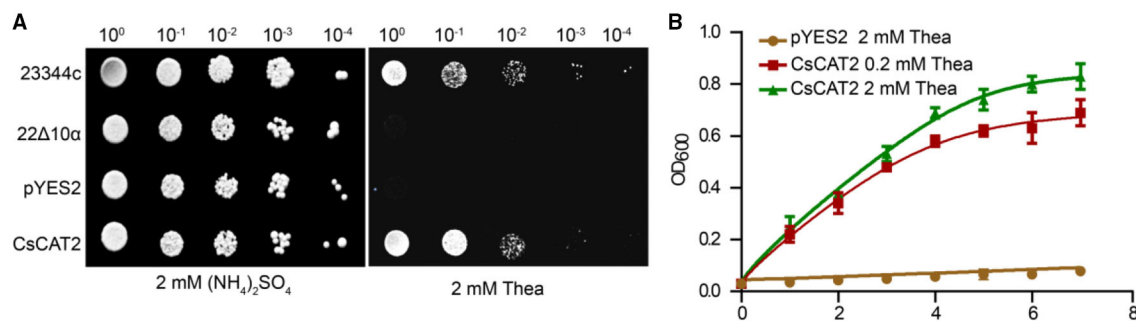 A
10⁰ 10⁻¹ 10⁻² 10⁻³ 10⁻⁴ 10⁰ 10⁻¹ 10⁻² 10⁻³ 10⁻⁴
23344c
22Δ10α
pYES2
CsCAT2
2 mM (NH₄)₂SO₄ 2 mM Thea
B
pYES2 2 mM Thea
CsCAT2 0.2 mM Thea
CsCAT2 2 mM Thea
OD₆₀₀
1.0
0.8
0.6
0.4
0.2
0.0
0 2 4 6 8